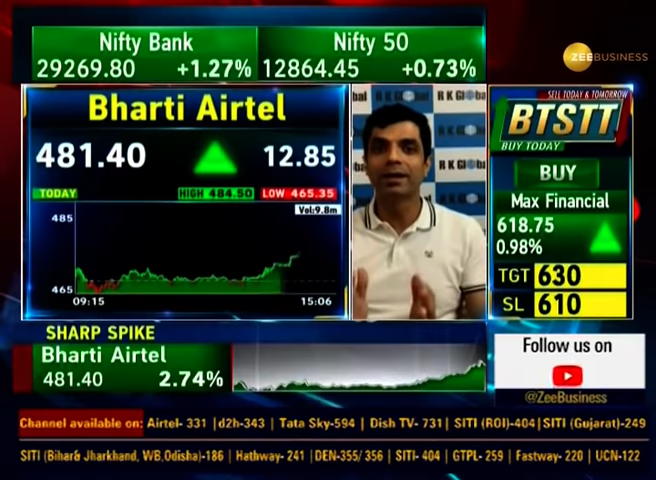 Nifty Bank
29269.80 +1.27%
Nifty 50
12864.45 +0.73%
ZEEBUSINESS
Bharti Airtel
481.40 12.85
TODAY HIGH 484.50 LOW 465.35
Vol:9.8m
485
465
09:15 15:06
R K Global
SELL TODAY & TOMORROW
BTSTT
BUY TODAY
BUY
Max Financial
618.75
0.98%
TGT 630
SL 610
SHARP SPIKE
Bharti Airtel
481.40 2.74%
Follow us on
@ZeeBusiness
Channel available on: Airtel- 331 |d2h-343 | Tata Sky-594 | Dish TV- 731| SITI (ROI)-404|SITI (Gujarat)-249
SITI (Bihar& Jharkhand, WB,Odisha)-186 | Hathway- 241 |DEN-355/ 356 | SITI- 404 | GTPL- 259 | Fastway- 220 | UCN-122